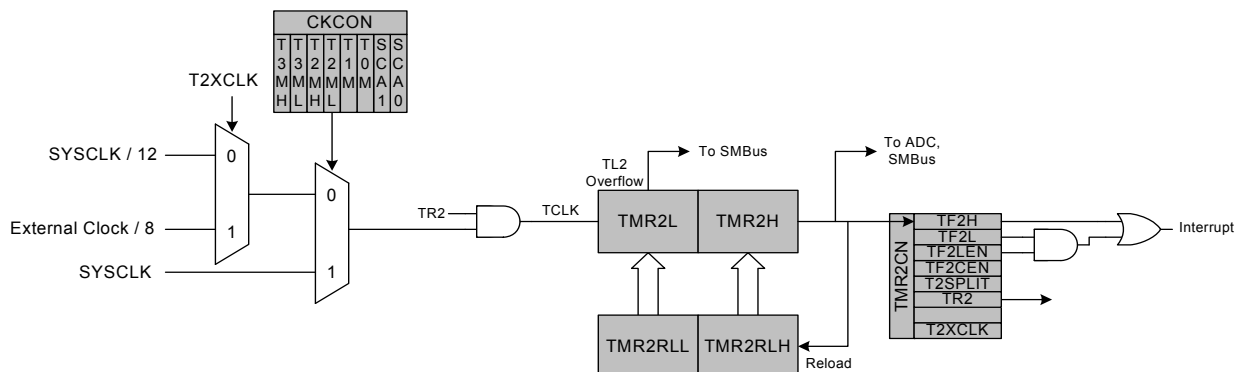 CKCON
T3MH
T3ML
T2MH
T2ML
T1M
T0M
SCA1
SCA0
T2XCLK
SYSCLK / 12
0
External Clock / 8
1
SYSCLK
0
1
TR2
TCLK
TL2
Overflow
To SMBus
To ADC,
SMBus
TMR2L
TMR2H
TMR2RLL
TMR2RLH
Reload
TMR2CN
TF2H
TF2L
TF2LEN
TF2CEN
T2SPLIT
TR2
T2XCLK
Interrupt